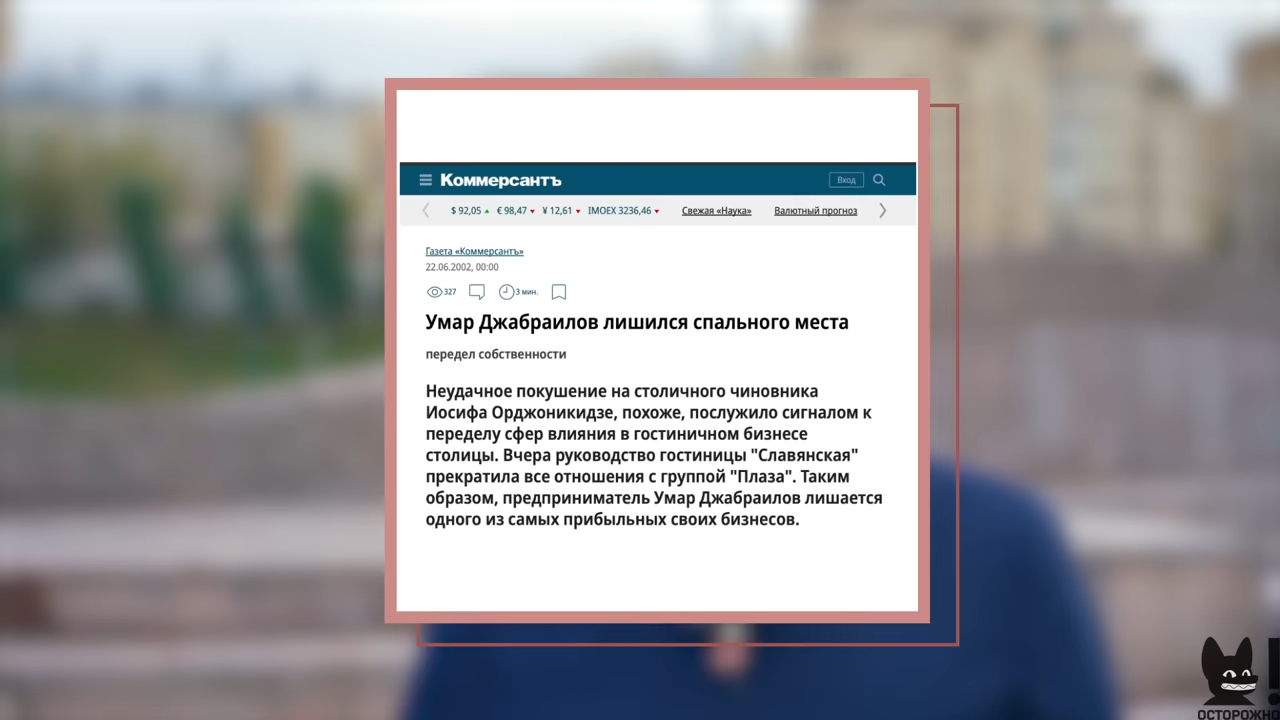 Коммерсантъ
Вход
$ 92,05 € 98,47 ¥ 12,61 IMOEX 3236,46 Свежая «Наука» Валютный прогноз
Газета «Коммерсантъ»
22.06.2002, 00:00
327 3 мин.
Умар Джабраилов лишился спального места
передел собственности
Неудачное покушение на столичного чиновника
Иосифа Орджоникидзе, похоже, послужило сигналом к
переделу сфер влияния в гостиничном бизнесе
столицы. Вчера руководство гостиницы "Славянская"
прекратила все отношения с группой "Плаза". Таким
образом, предприниматель Умар Джабраилов лишается
одного из самых прибыльных своих бизнесов.
ОСТОРОЖНО